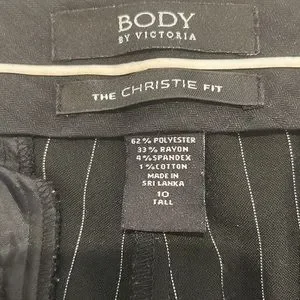 BODY
BY VICTORIA
THE CHRISTIE FIT
62% POLYESTER
33% RAYON
4% SPANDEX
1% COTTON
MADE IN
SRI LANKA
10
TALL